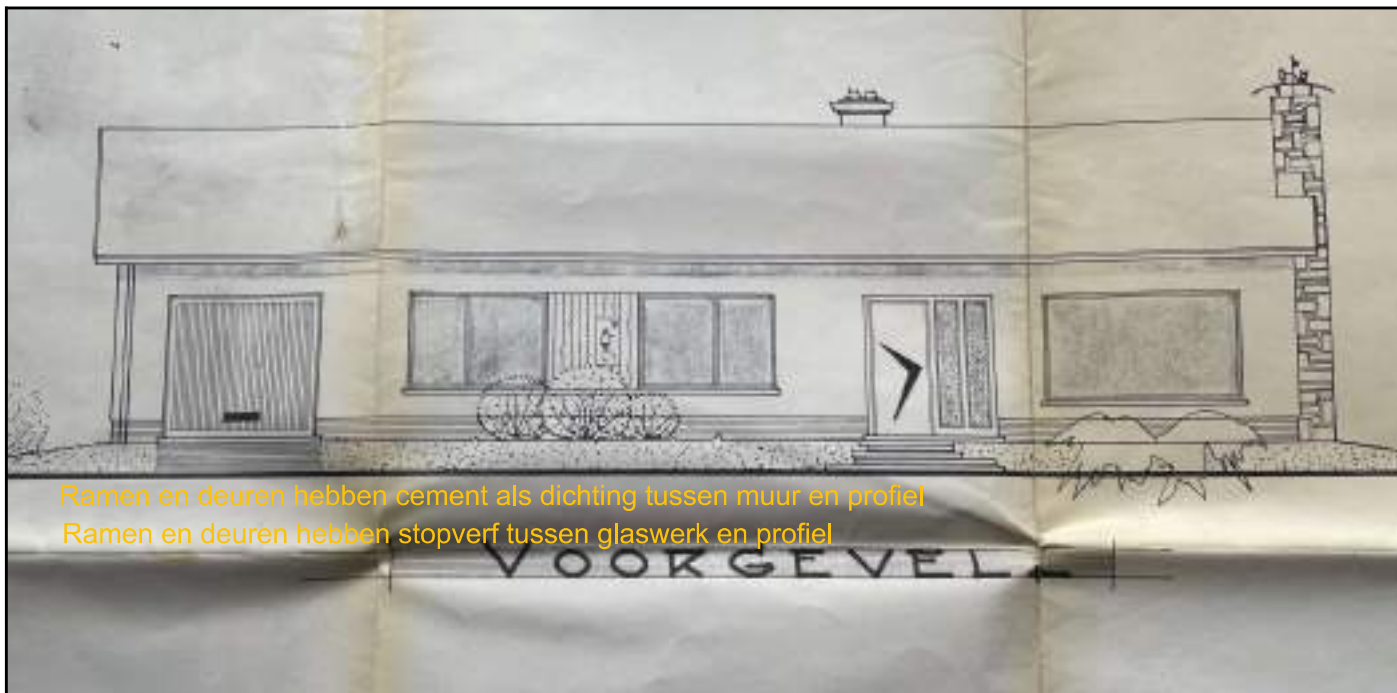 Ramen en deuren hebben cement als dichting tussen muur en profiel
Ramen en deuren hebben stopverf tussen glaswerk en profiel
VOORGEVEL